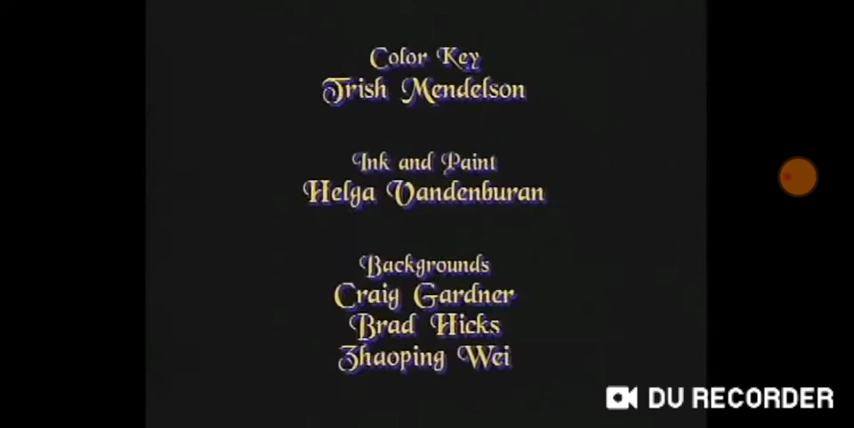 Color Key
Trish Mendelson
Ink and Paint
Helga Vandenburan
Backgrounds
Craig Gardner
Brad Hicks
Zhaoping Wei
DU RECORDER